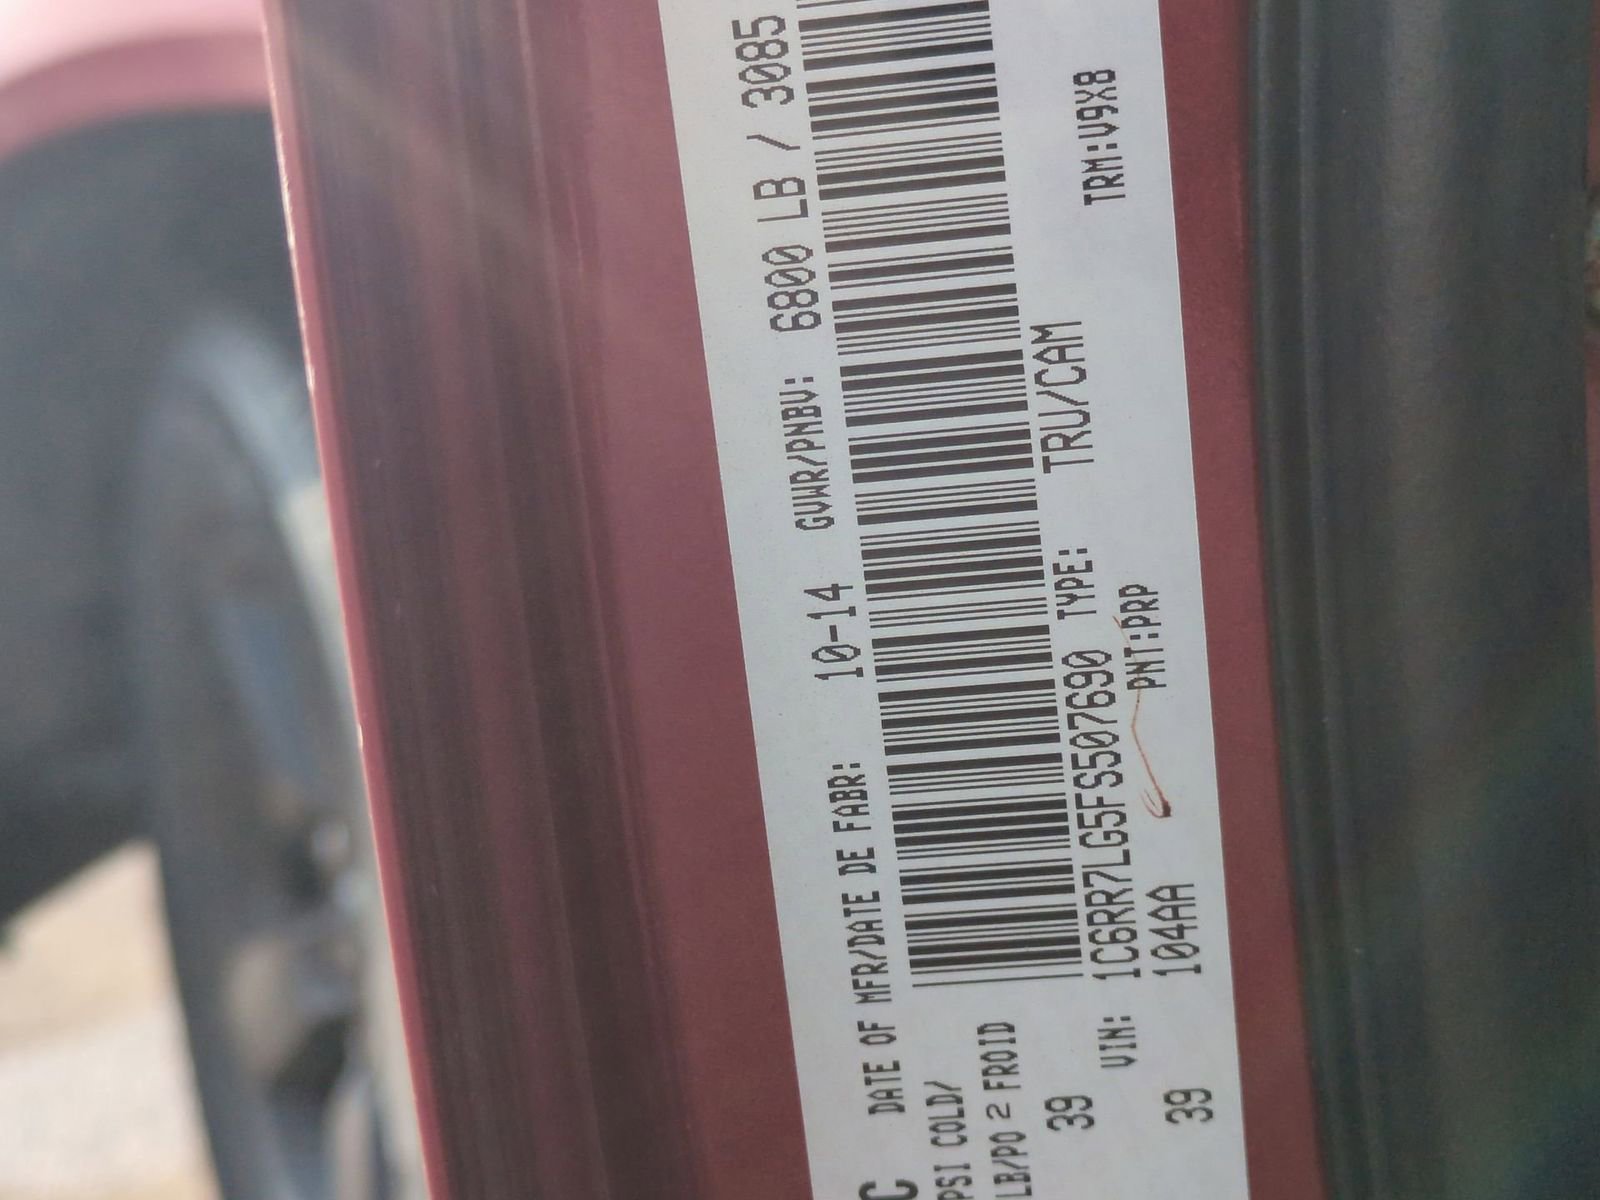 C
DATE OF MFR/DATE DE FABR: 10-14 GVWR/PNBV: 6800 LB / 3085
PSI COLD/
LB/PO 2 FROID
39 VIN: 1C6RR7LG5FS507690 TYPE: TRU/CAM
39 104AA PNT:PRP TRM:V9X8